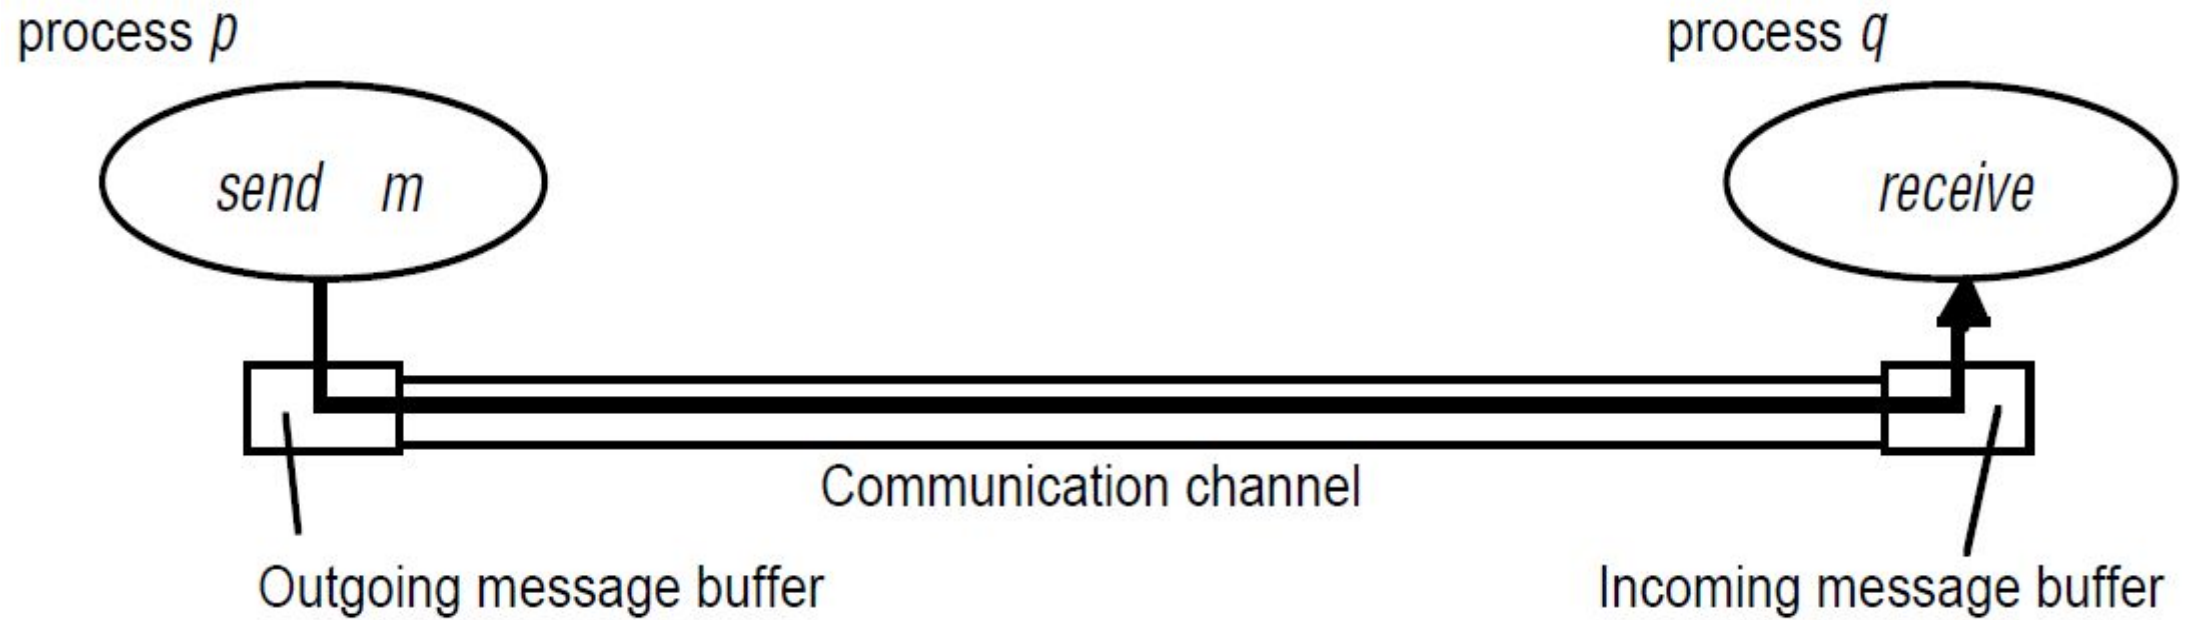 process p
process q
send m
receive
Communication channel
Outgoing message buffer
Incoming message buffer